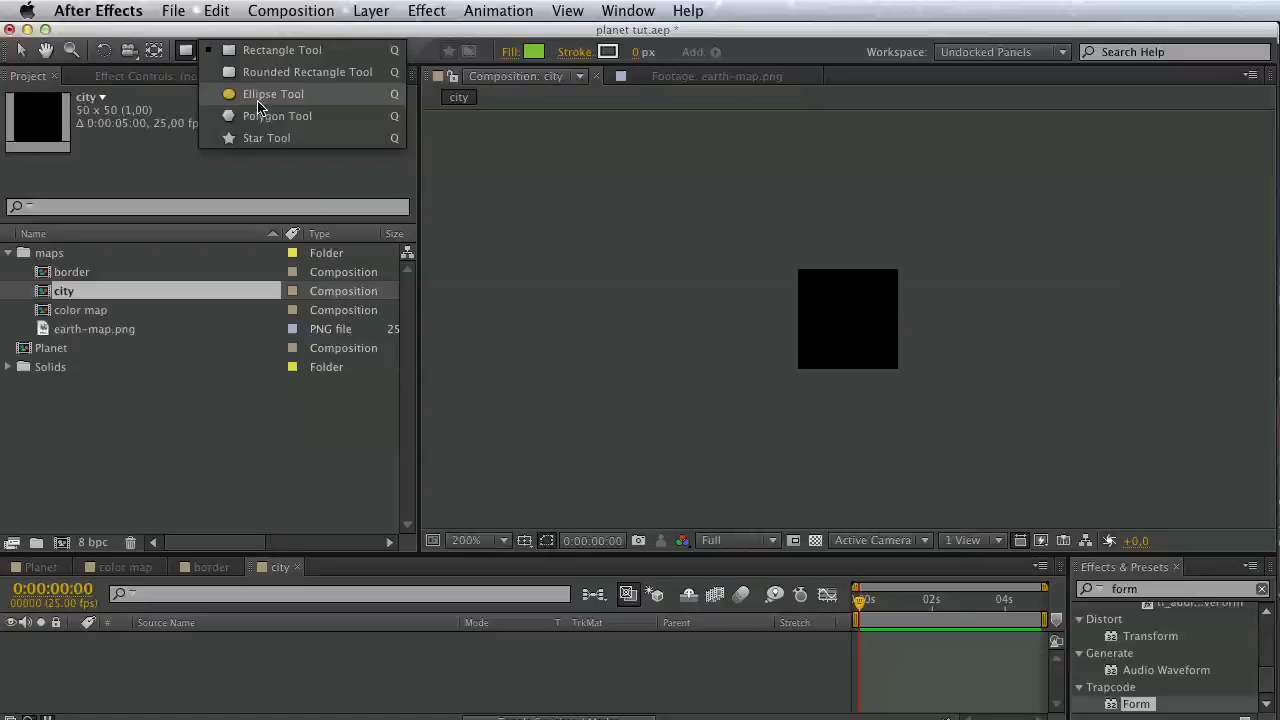 After Effects File Edit Composition Layer Effect Animation View Window Help
planet tut.aep *
Fill: Stroke: 0 px Add: Workspace: Undocked Panels Search Help
Rectangle Tool Q
Rounded Rectangle Tool Q
Ellipse Tool Q
Polygon Tool Q
Star Tool Q
Project Effect Controls: (no Composition: city Footage: earth-map.png
city
city
50 x 50 (1,00)
Δ 0:00:05:00, 25,00 fp
Name Type Size
maps Folder
border Composition
city Composition
color map Composition
earth-map.png PNG file 25
Planet Composition
Solids Folder
8 bpc 200% 0:00:00:00 Full Active Camera 1 View +0,0
Planet color map border city Effects & Presets
0:00:00:00
00000 (25.00 fps)
form
# Source Name Mode T TrkMat Parent Stretch
00s 02s 04s
Distort
Transform
Generate
Audio Waveform
Trapcode
Form